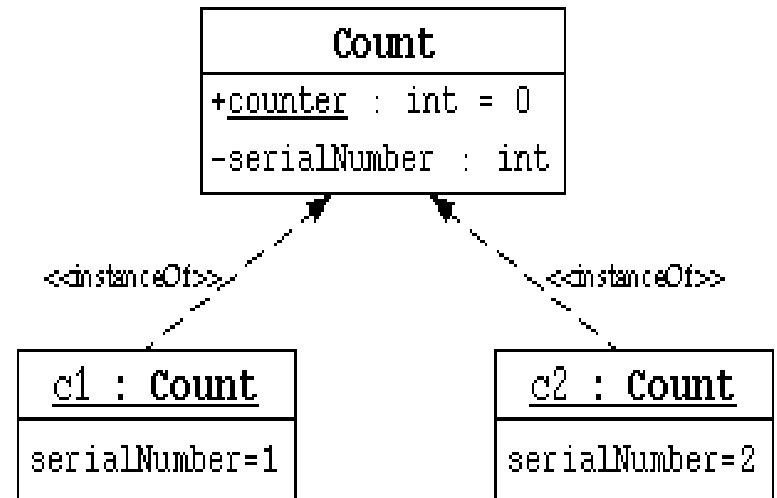 Count
+counter : int = 0
-serialNumber : int
<<instanceOf>>
<<instanceOf>>
c1 : Count
c2 : Count
serialNumber=1
serialNumber=2